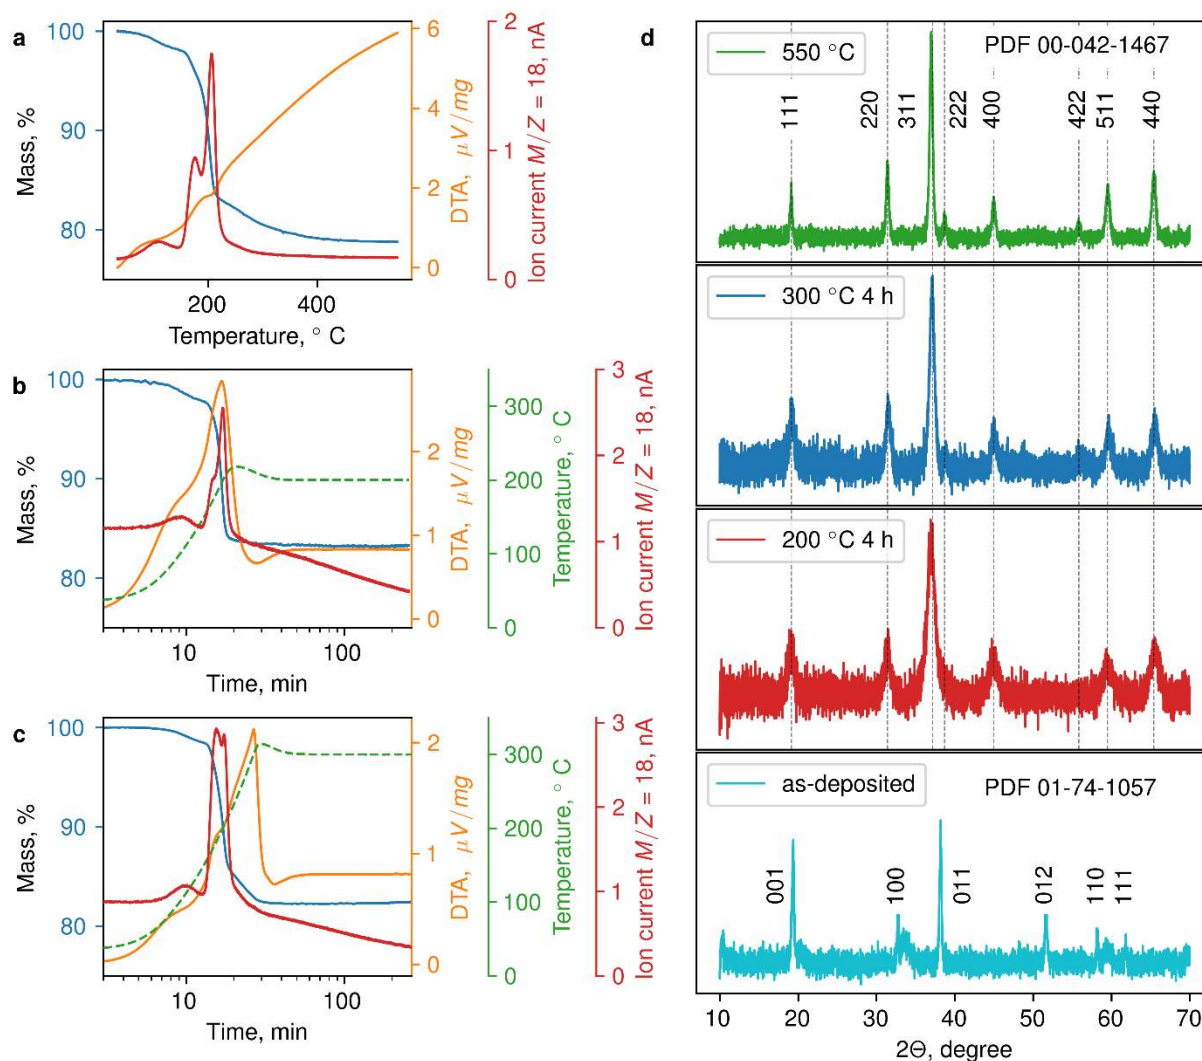 a
Mass, %
100
90
80
200
400
Temperature, ° C
6
4
2
0
DTA, μV/mg
2
1
0
Ion current M/Z = 18, nA
b
Mass, %
100
90
80
10
100
Time, min
2
1
0
DTA, μV/mg
300
200
100
0
Temperature, ° C
3
2
1
0
Ion current M/Z = 18, nA
c
Mass, %
100
90
80
10
100
Time, min
2
1
0
DTA, μV/mg
300
200
100
0
Temperature, ° C
3
2
1
0
Ion current M/Z = 18, nA
d
550 °C
PDF 00-042-1467
111
220
311
222
400
422
511
440
300 °C 4 h
200 °C 4 h
as-deposited
PDF 01-74-1057
001
100
011
012
110
111
10
20
30
40
50
60
70
2Θ, degree